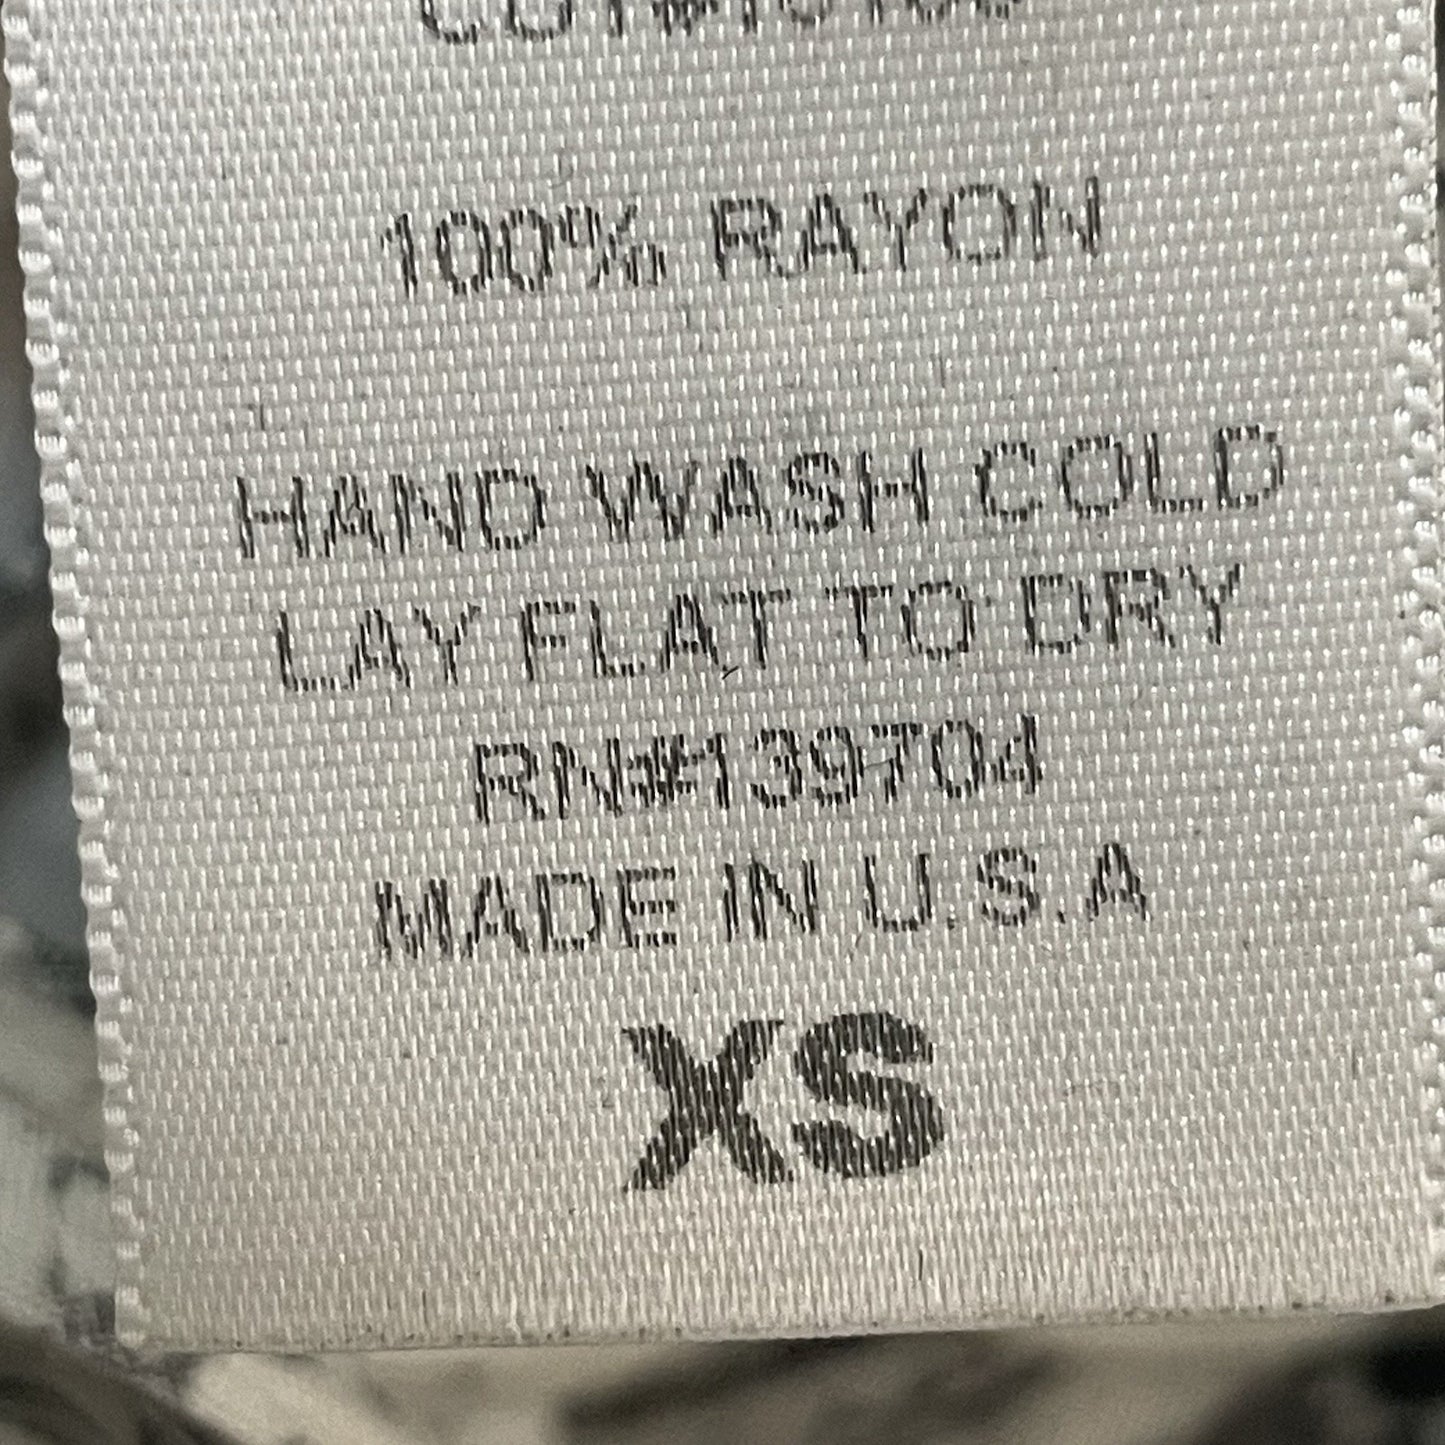 100% RAYON
HAND WASH COLD
LAY FLAT TO DRY
RN#139704
MADE IN U.S.A
XS